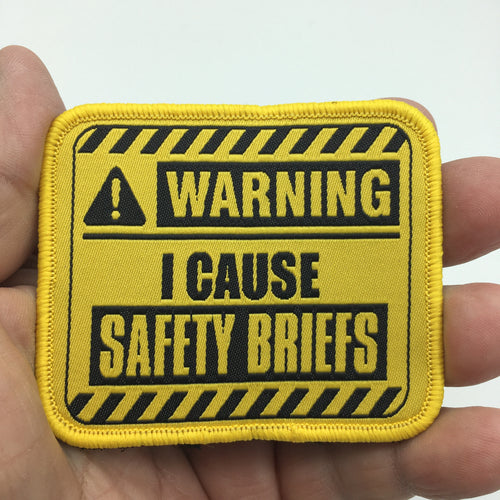 WARNING
I CAUSE
SAFETY BRIEFS